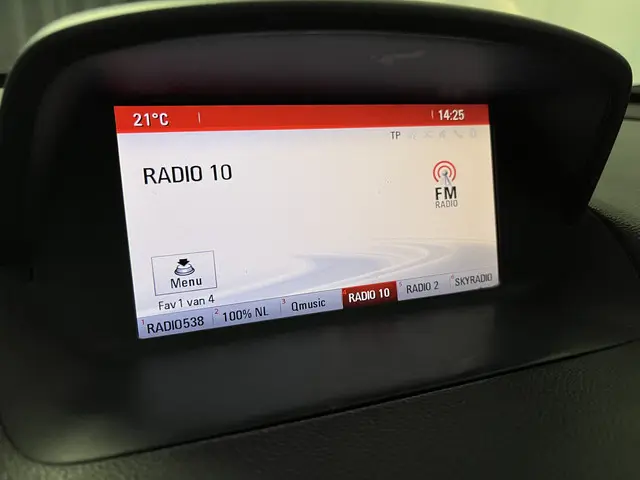 21°C 14:25
TP
RADIO 10
FM
RADIO
Menu
Fav 1 van 4
1 RADIO538 2 100% NL 3 Qmusic 4 RADIO 10 5 RADIO 2 6 SKYRADIO